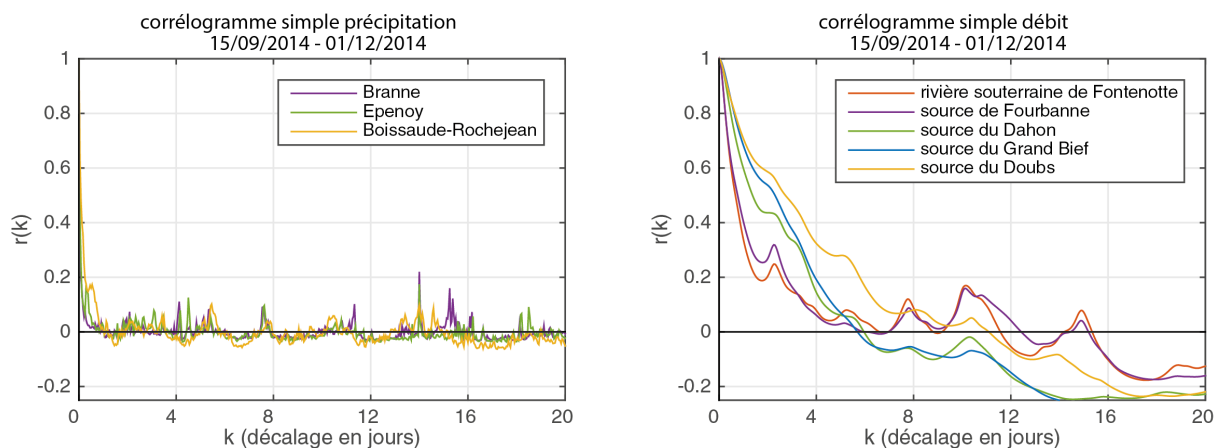 corrélogramme simple précipitation
15/09/2014 - 01/12/2014
1
0.8
0.6
0.4
0.2
0
-0.2
r(k)
Branne
Epenoy
Boissaude-Rochejean
0 4 8 12 16 20
k (décalage en jours)
corrélogramme simple débit
15/09/2014 - 01/12/2014
1
0.8
0.6
0.4
0.2
0
-0.2
r(k)
rivière souterraine de Fontenotte
source de Fourbanne
source du Dahon
source du Grand Bief
source du Doubs
0 4 8 12 16 20
k (décalage en jours)